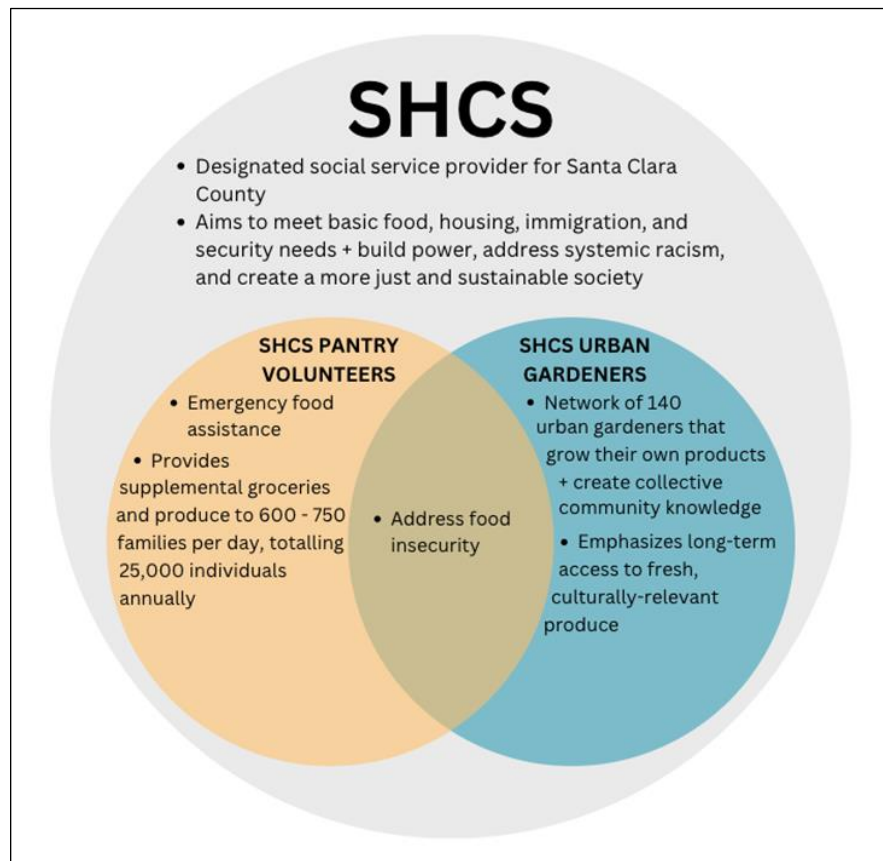 SHCS
• Designated social service provider for Santa Clara
County
• Aims to meet basic food, housing, immigration, and
security needs + build power, address systemic racism,
and create a more just and sustainable society
SHCS PANTRY
VOLUNTEERS
• Emergency food
assistance
• Provides
supplemental groceries
and produce to 600 - 750
families per day, totalling
25,000 individuals
annually
• Address food
insecurity
SHCS URBAN
GARDENERS
• Network of 140
urban gardeners that
grow their own products
+ create collective
community knowledge
• Emphasizes long-term
access to fresh,
culturally-relevant
produce